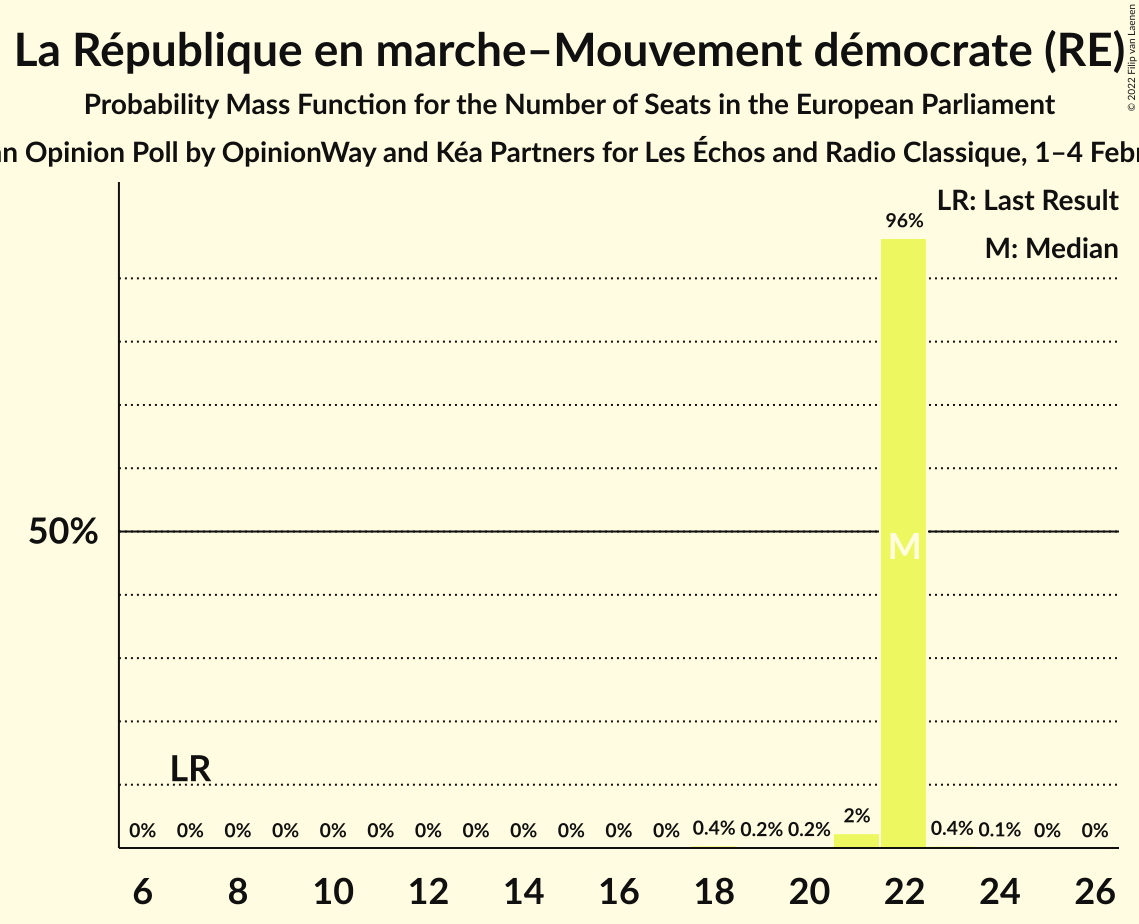 La République en marche–Mouvement démocrate (RE)
© 2022 Filip van Laenen
Probability Mass Function for the Number of Seats in the European Parliament
Opinion Poll by OpinionWay and Kéa Partners for Les Échos and Radio Classique, 1–4
LR: Last Result
M: Median
96%
50%
M
LR
0% 0% 0% 0% 0% 0% 0% 0% 0% 0% 0% 0% 0.4% 0.2% 0.2% 2% 0.4% 0.1% 0% 0%
6 8 10 12 14 16 18 20 22 24 26